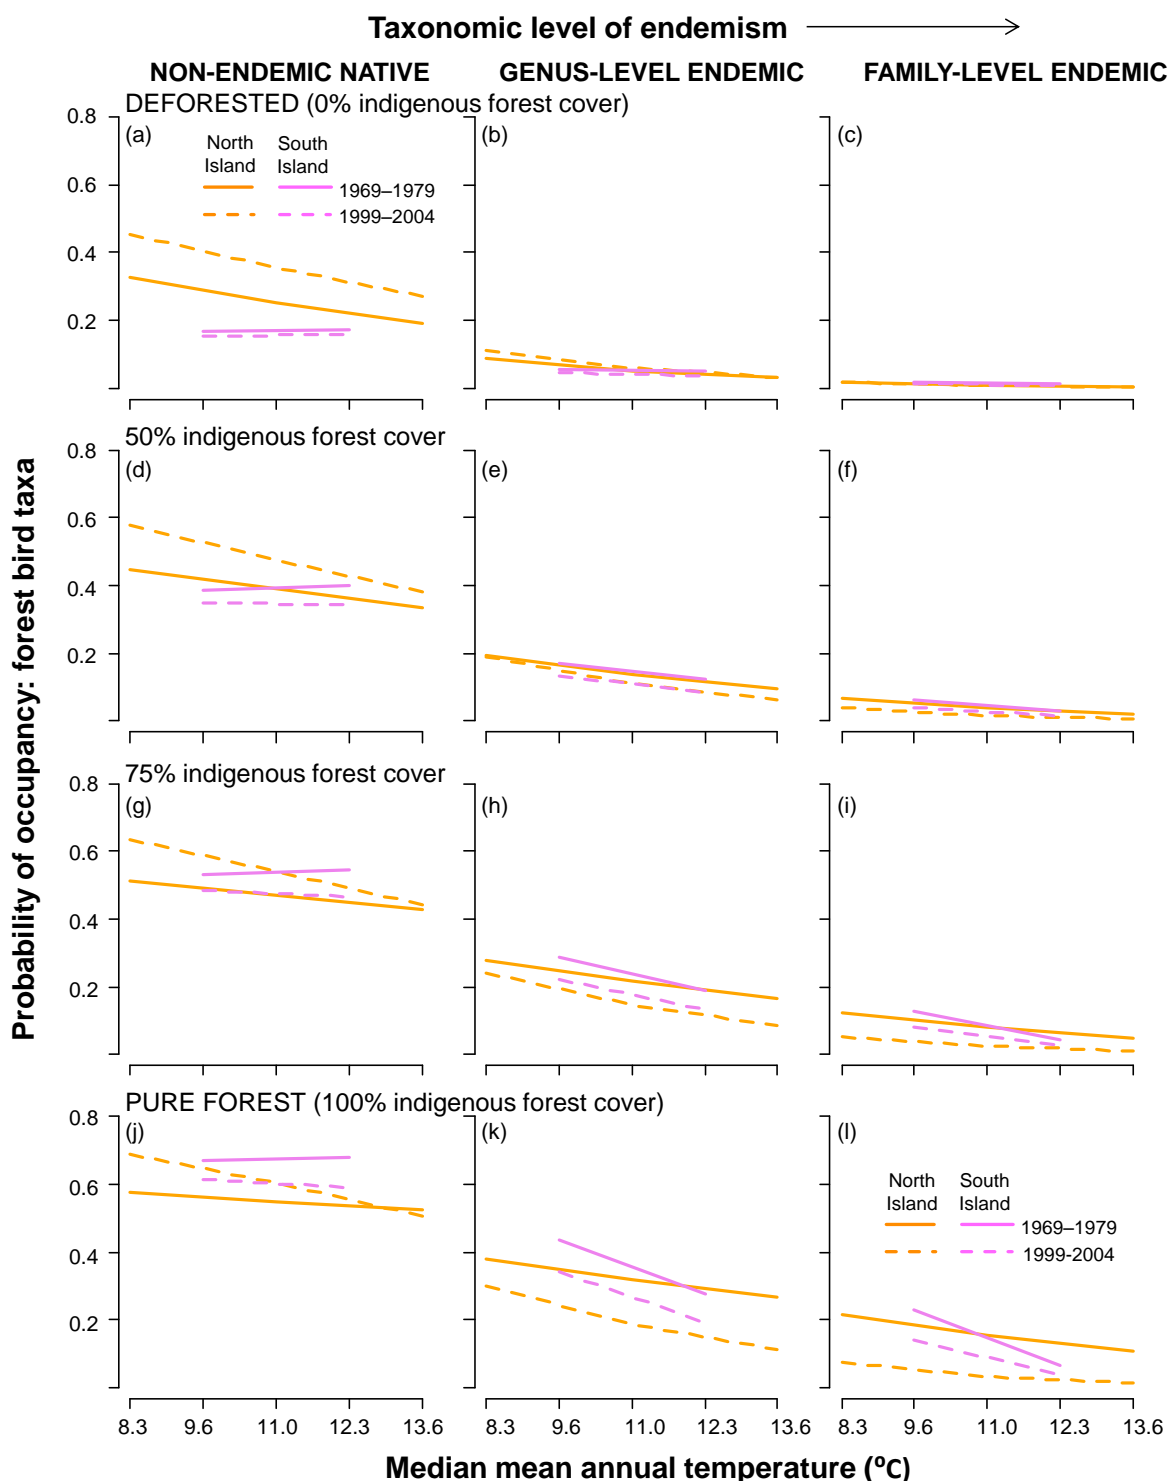 Taxonomic level of endemism
NON-ENDEMIC NATIVE
GENUS-LEVEL ENDEMIC
FAMILY-LEVEL ENDEMIC
DEFORESTED (0% indigenous forest cover)
(a)
(b)
(c)
North Island
South Island
1969–1979
1999–2004
0.8
0.6
0.4
0.2
50% indigenous forest cover
(d)
(e)
(f)
0.8
0.6
0.4
0.2
75% indigenous forest cover
(g)
(h)
(i)
0.8
0.6
0.4
0.2
PURE FOREST (100% indigenous forest cover)
(j)
(k)
(l)
North Island
South Island
1969–1979
1999-2004
0.8
0.6
0.4
0.2
8.3 9.6 11.0 12.3 13.6
8.3 9.6 11.0 12.3 13.6
8.3 9.6 11.0 12.3 13.6
Probability of occupancy: forest bird taxa
Median mean annual temperature (ºC)